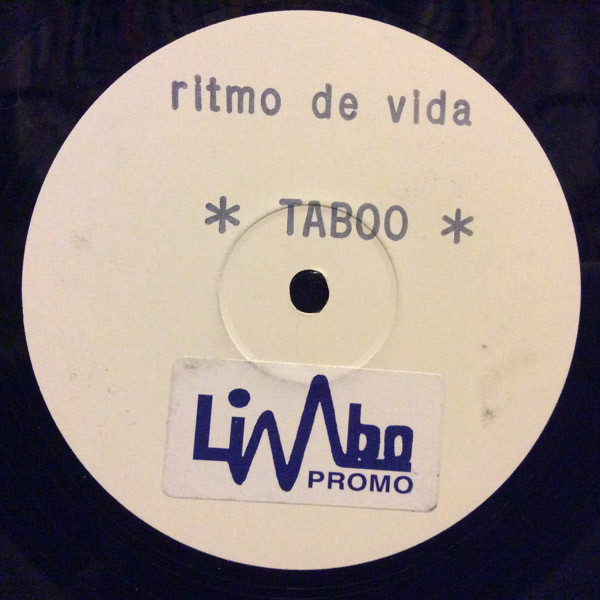 ritmo de vida
* TABOO *
Limbo
PROMO